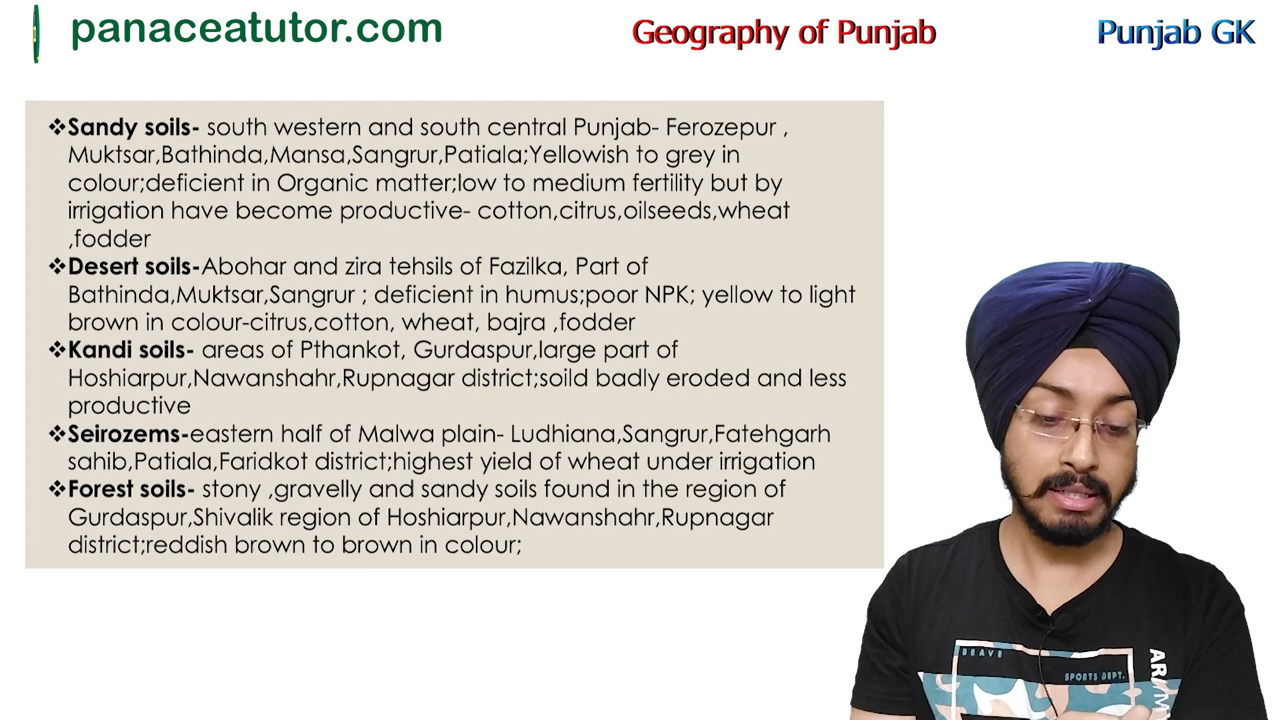 panaceatutor.com
Geography of Punjab
Punjab GK
❖Sandy soils- south western and south central Punjab- Ferozepur ,
Muktsar,Bathinda,Mansa,Sangrur,Patiala;Yellowish to grey in
colour;deficient in Organic matter;low to medium fertility but by
irrigation have become productive- cotton,citrus,oilseeds,wheat
,fodder
❖Desert soils-Abohar and zira tehsils of Fazilka, Part of
Bathinda,Muktsar,Sangrur ; deficient in humus;poor NPK; yellow to light
brown in colour-citrus,cotton, wheat, bajra ,fodder
❖Kandi soils- areas of Pthankot, Gurdaspur,large part of
Hoshiarpur,Nawanshahr,Rupnagar district;soild badly eroded and less
productive
❖Seirozems-eastern half of Malwa plain- Ludhiana,Sangrur,Fatehgarh
sahib,Patiala,Faridkot district;highest yield of wheat under irrigation
❖Forest soils- stony ,gravelly and sandy soils found in the region of
Gurdaspur,Shivalik region of Hoshiarpur,Nawanshahr,Rupnagar
district;reddish brown to brown in colour;
BRAVE
SPORTS DEPT.